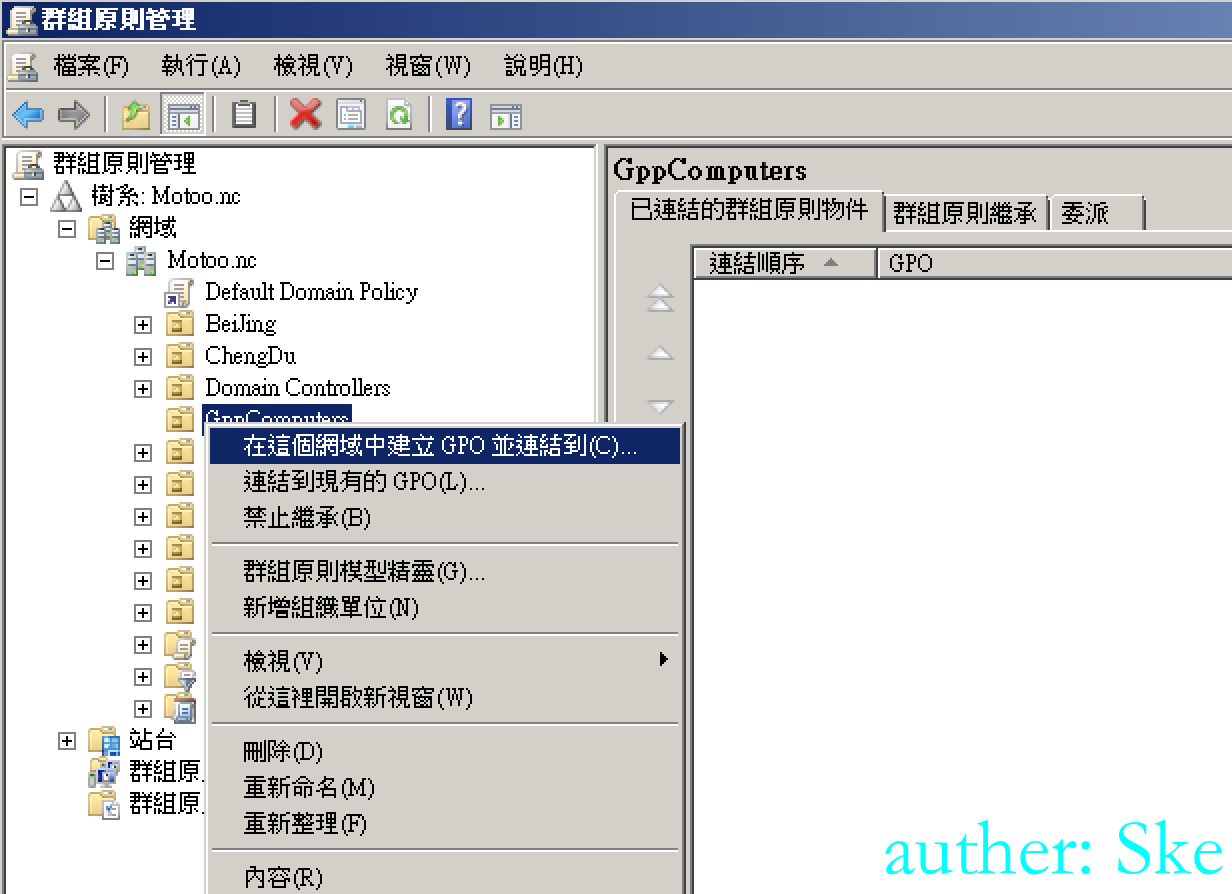 群組原則管理
檔案(F) 執行(A) 檢視(V) 視窗(W) 說明(H)
群組原則管理
樹系: Motoo.nc
網域
Motoo.nc
Default Domain Policy
BeiJing
ChengDu
Domain Controllers
GppComputers
站台
群組原
群組原
在這個網域中建立 GPO 並連結到(C)...
連結到現有的 GPO(L)...
禁止繼承(B)
群組原則模型精靈(G)...
新增組織單位(N)
檢視(V)
從這裡開啟新視窗(W)
刪除(D)
重新命名(M)
重新整理(F)
內容(R)
GppComputers
已連結的群組原則物件 群組原則繼承 委派
連結順序 GPO
auther: Ske